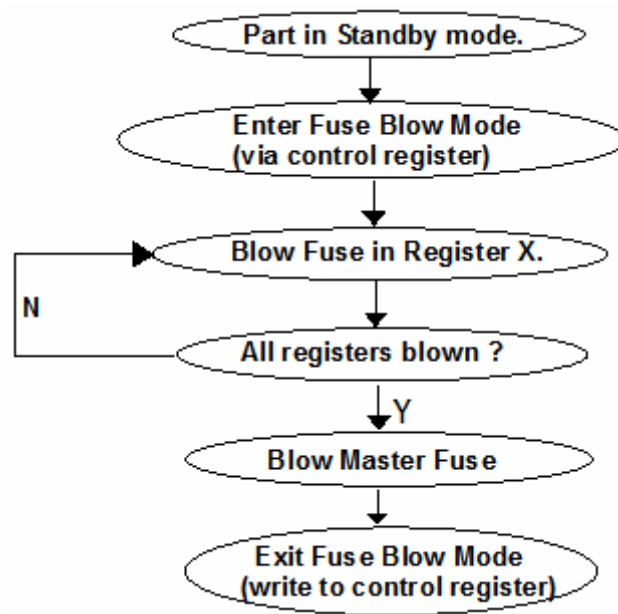 Part in Standby mode.
Enter Fuse Blow Mode
(via control register)
Blow Fuse in Register X.
N
All registers blown ?
Y
Blow Master Fuse
Exit Fuse Blow Mode
(write to control register)